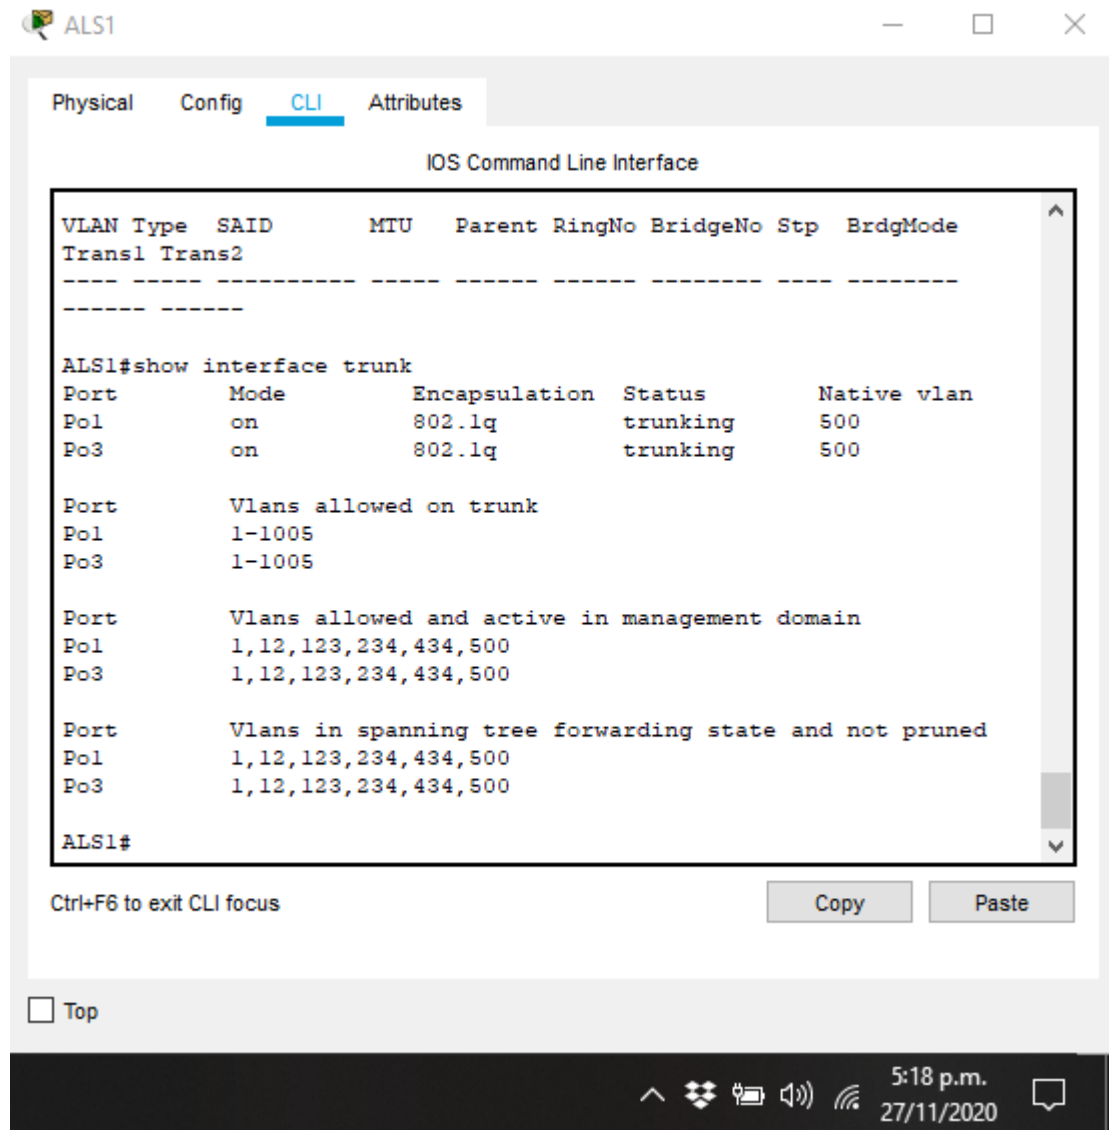 ALS1
Physical Config CLI Attributes
IOS Command Line Interface
VLAN Type  SAID       MTU   Parent RingNo BridgeNo Stp  BrdgMode
Trans1 Trans2
---- ----- ---------- ----- ------ ------ -------- ---- --------
------ ------
ALS1#show interface trunk
Port        Mode         Encapsulation  Status        Native vlan
Po1         on           802.1q         trunking      500
Po3         on           802.1q         trunking      500
Port        Vlans allowed on trunk
Po1         1-1005
Po3         1-1005
Port        Vlans allowed and active in management domain
Po1         1,12,123,234,434,500
Po3         1,12,123,234,434,500
Port        Vlans in spanning tree forwarding state and not pruned
Po1         1,12,123,234,434,500
Po3         1,12,123,234,434,500
ALS1#
Ctrl+F6 to exit CLI focus
Copy Paste
Top
5:18 p.m.
27/11/2020